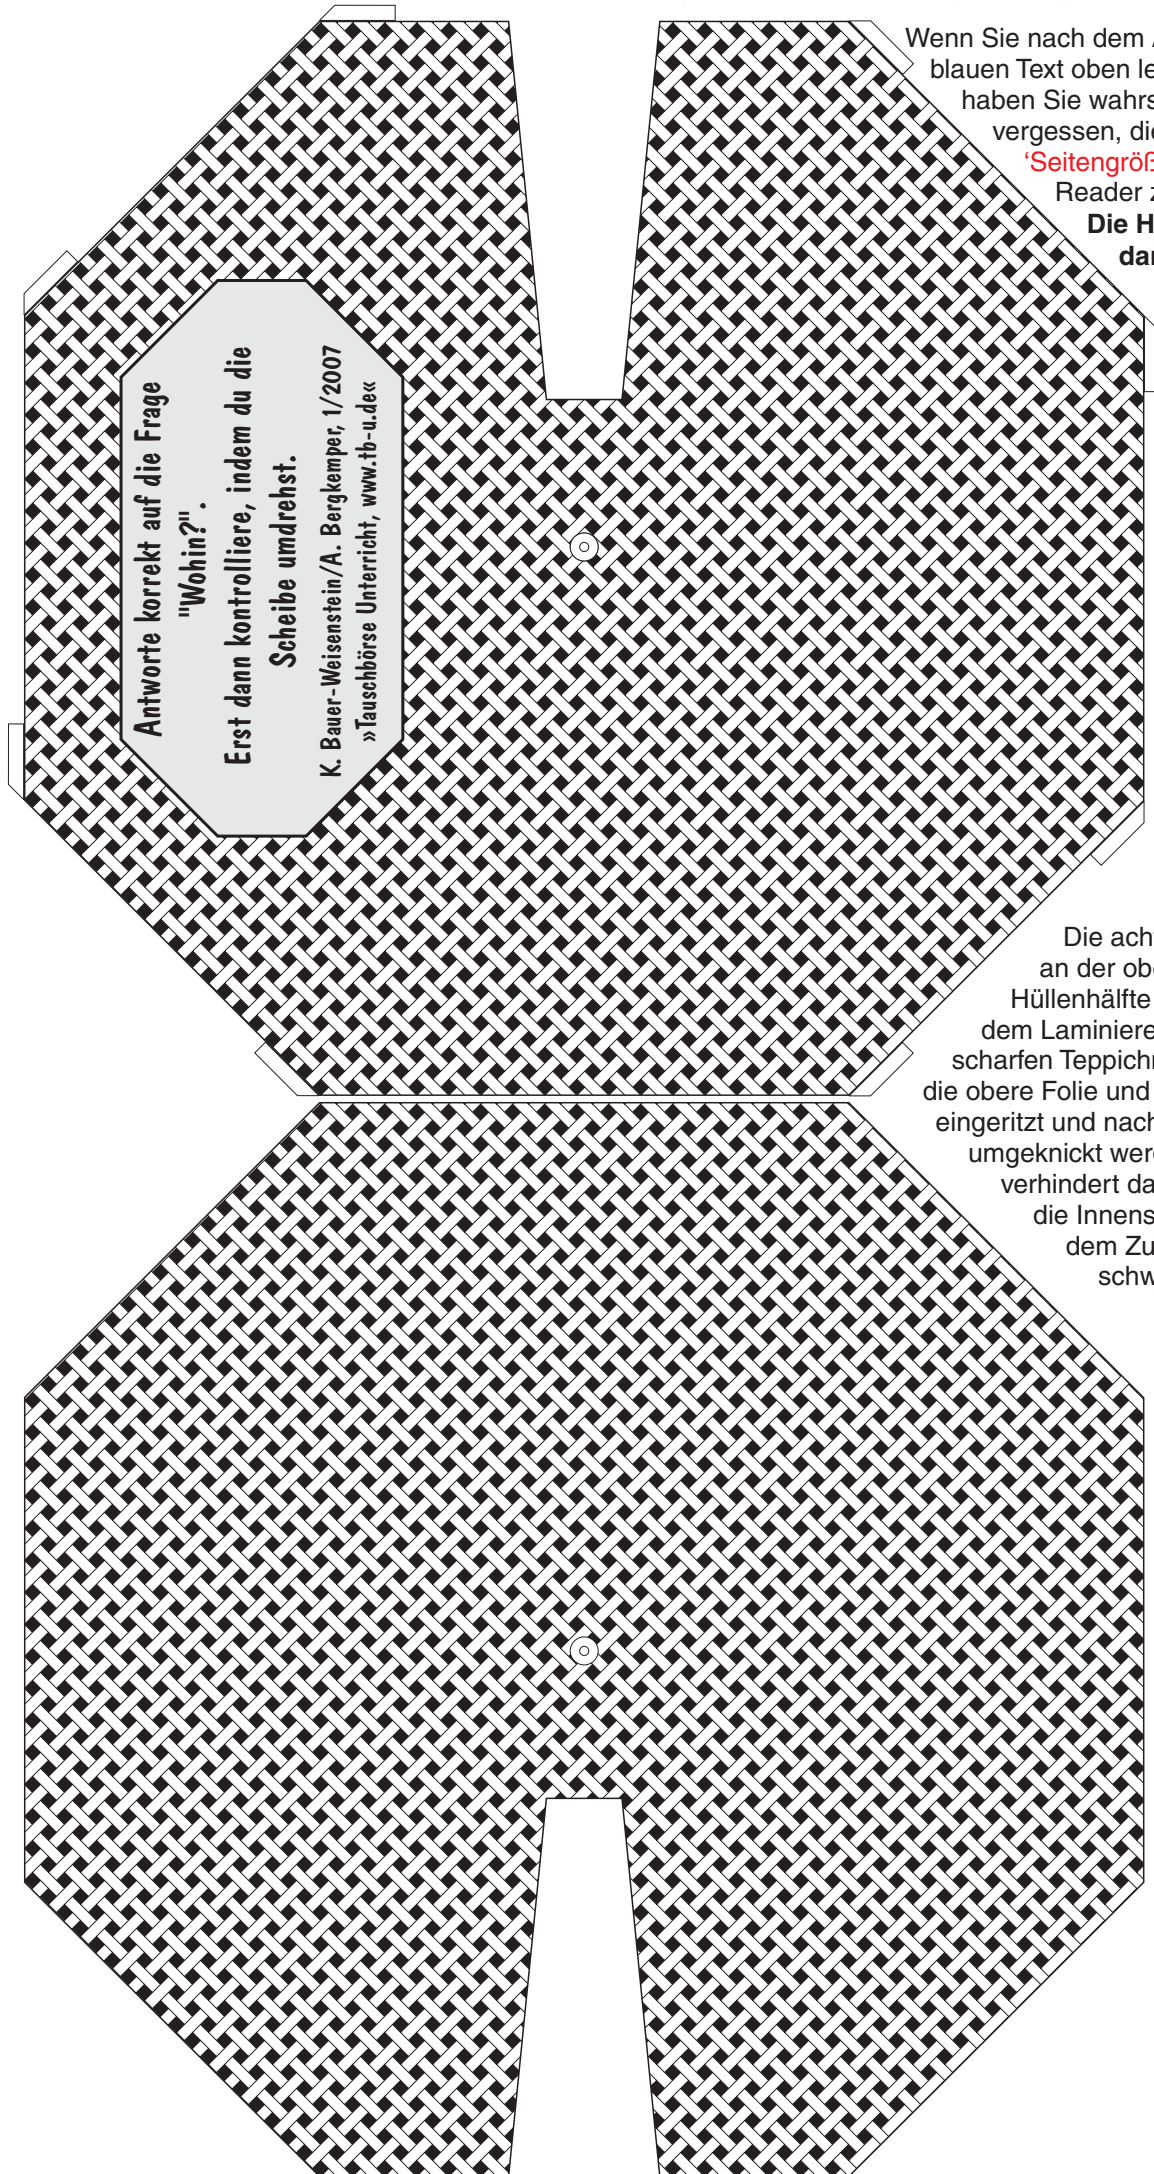 Wenn Sie nach dem
blauen Text oben
haben Sie
vergessen,
Reader
Die
Antworte korrekt auf die Frage
"Wohin?".
Erst dann kontrolliere, indem du die
Scheibe umdrehst.
K. Bauer-Weisenstein/A. Bergkemper, 1/2007
»Tauschbörse Unterricht, www.tb-u.de«
Die
an der
Hüllenhälfte
dem
scharfen
die obere Folie und
eingeritzt und
umgeknickt
verhindert
die
dem